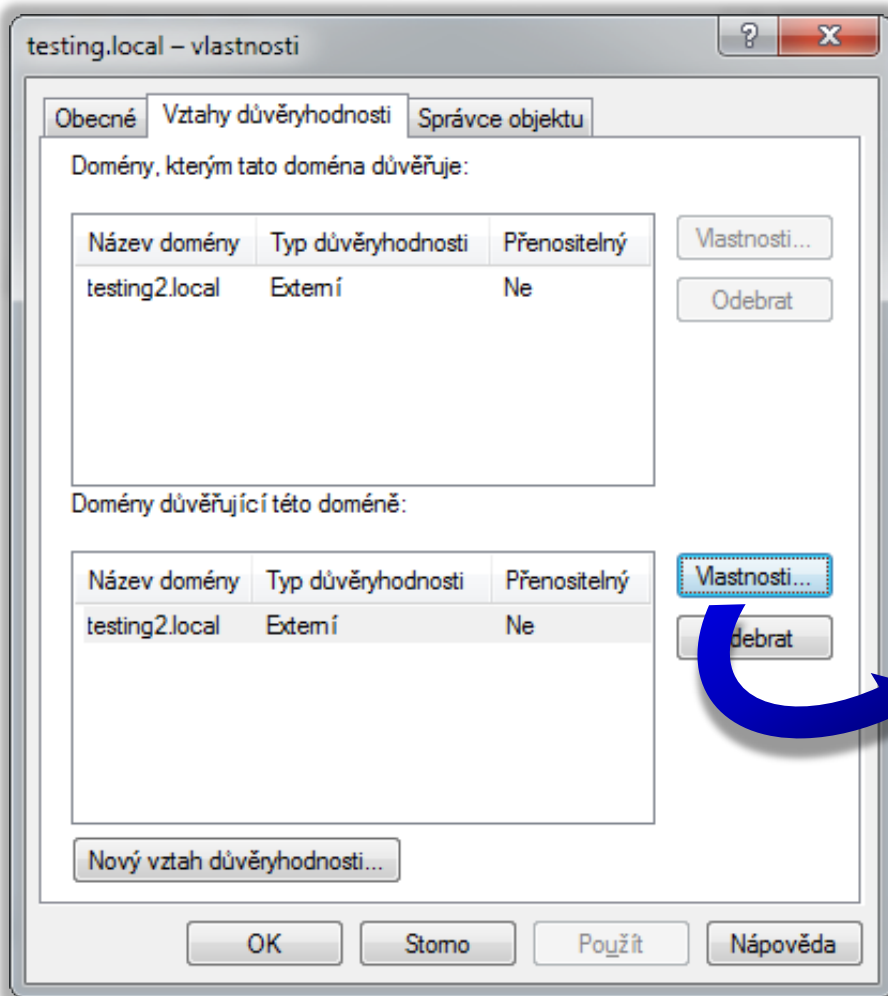 testing.local – vlastnosti
Obecné Vztahy důvěryhodnosti Správce objektu
Domény, kterým tato doména důvěřuje:
Název domény Typ důvěryhodnosti Přenositelný Vlastnosti...
testing2.local Externí Ne
Odebrat
Domény důvěřující této doméně:
Název domény Typ důvěryhodnosti Přenositelný Vlastnosti...
testing2.local Externí Ne
debrat
Nový vztah důvěryhodnosti...
OK Storno Použít Nápověda